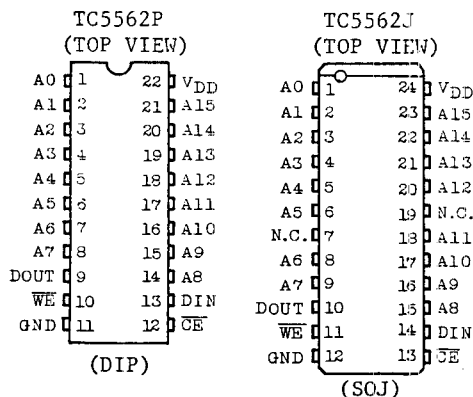 TC5562P
(TOP VIEW)
A0 1 22 VDD
A1 2 21 A15
A2 3 20 A14
A3 4 19 A13
A4 5 18 A12
A5 6 17 A11
A6 7 16 A10
A7 8 15 A9
DOUT 9 14 A8
W̅E̅ 10 13 DIN
GND 11 12 C̅E̅
(DIP)
TC5562J
(TOP VIEW)
A0 1 24 VDD
A1 2 23 A15
A2 3 22 A14
A3 4 21 A13
A4 5 20 A12
A5 6 19 N.C.
N.C. 7 18 A11
A6 8 17 A10
A7 9 16 A9
DOUT 10 15 A8
W̅E̅ 11 14 DIN
GND 12 13 C̅E̅
(SOJ)